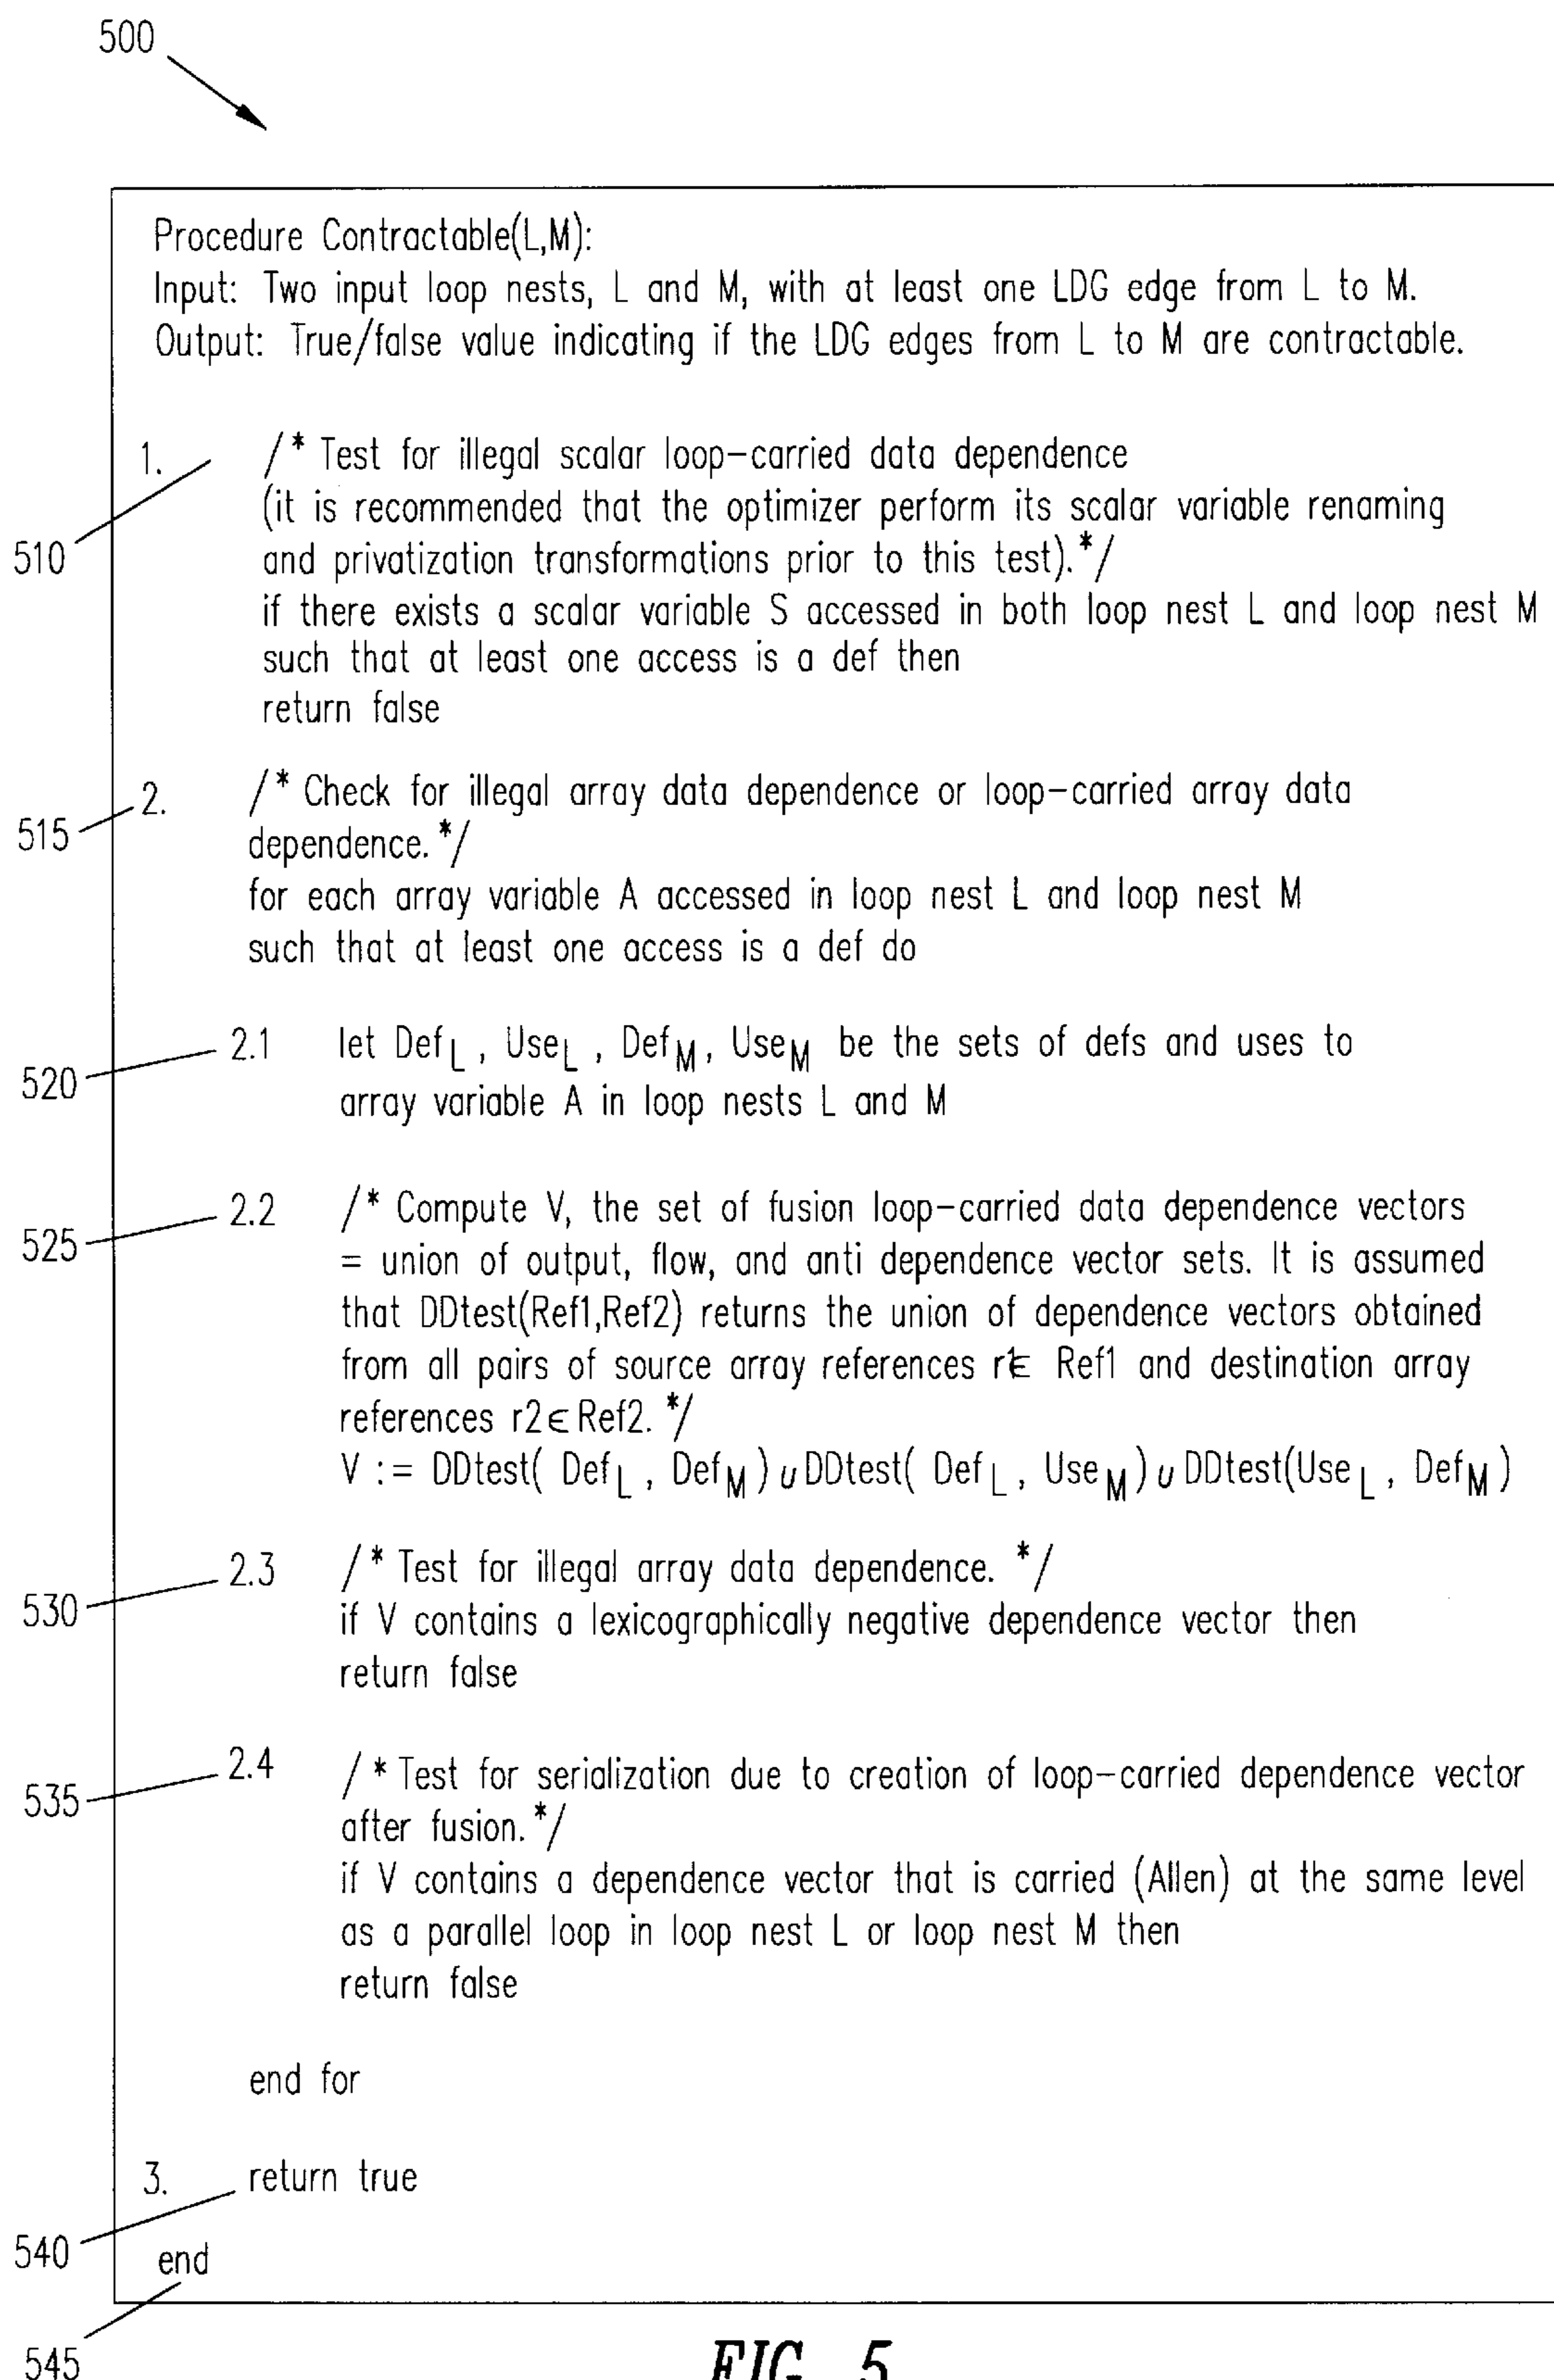 500
Procedure Contractable(L,M):
Input: Two input loop nests, L and M, with at least one LDG edge from L to M.
Output: True/false value indicating if the LDG edges from L to M are contractable.
1. /* Test for illegal scalar loop-carried data dependence
(it is recommended that the optimizer perform its scalar variable renaming
510 and privatization transformations prior to this test).*/
if there exists a scalar variable S accessed in both loop nest L and loop nest M
such that at least one access is a def then
return false
2. /* Check for illegal array data dependence or loop-carried array data
515 dependence.*/
for each array variable A accessed in loop nest L and loop nest M
such that at least one access is a def do
2.1 let Def_L, Use_L, Def_M, Use_M be the sets of defs and uses to
520 array variable A in loop nests L and M
2.2 /* Compute V, the set of fusion loop-carried data dependence vectors
525 = union of output, flow, and anti dependence vector sets. It is assumed
that DDtest(Ref1,Ref2) returns the union of dependence vectors obtained
from all pairs of source array references r1∈ Ref1 and destination array
references r2∈Ref2. */
V := DDtest( Def_L, Def_M) ∪ DDtest( Def_L, Use_M) ∪ DDtest(Use_L, Def_M)
2.3 /* Test for illegal array data dependence. */
530 if V contains a lexicographically negative dependence vector then
return false
2.4 /* Test for serialization due to creation of loop-carried dependence vector
535 after fusion.*/
if V contains a dependence vector that is carried (Allen) at the same level
as a parallel loop in loop nest L or loop nest M then
return false
end for
3. return true
540 end
545
FIG. 5